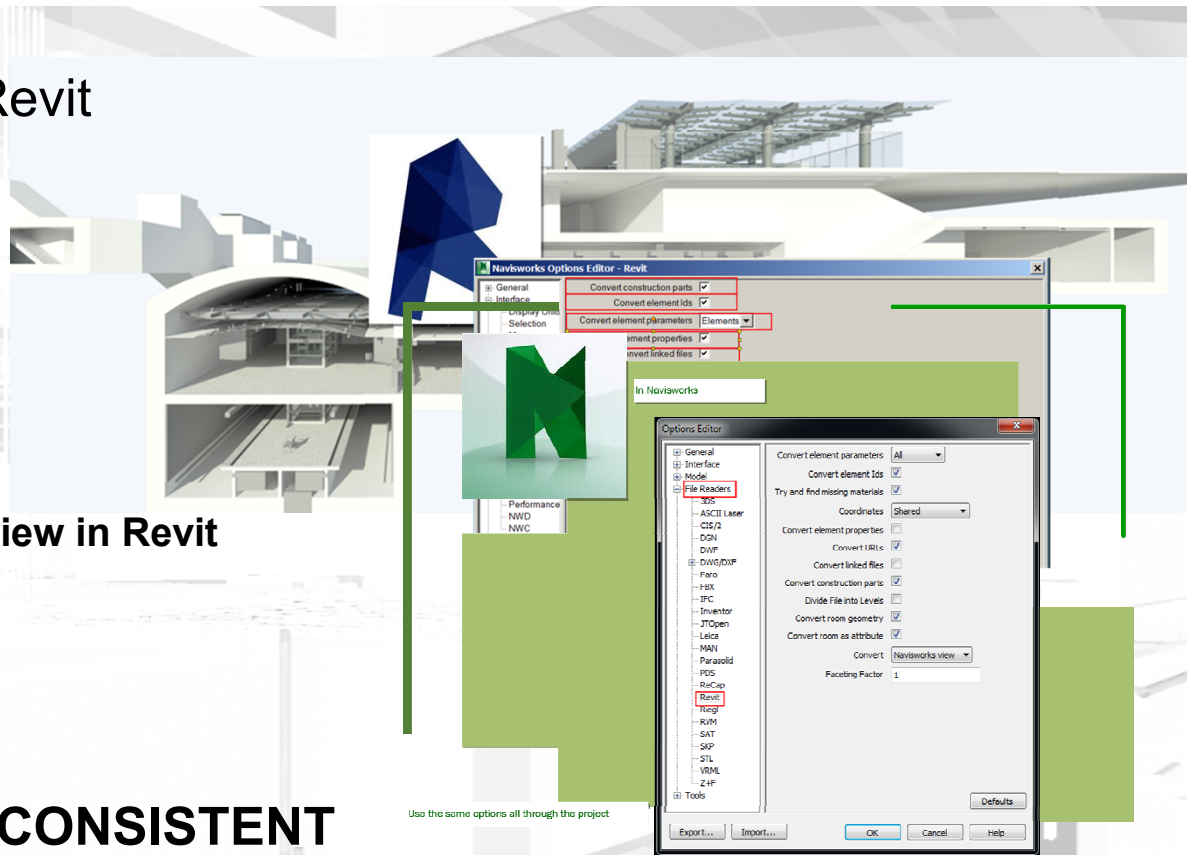 Revit
Navisworks Options Editor - Revit
General
Interface
Display Units
Selection
Convert construction parts
Convert element Ids
Convert element parameters Elements
ement properties
nvert linked files
Performance
NWD
NWC
In Navisworks
Options Editor
General
Interface
Model
File Readers
3DS
ASCII Laser
CIS/2
DGN
DWF
DWG/DXF
Faro
FBX
IFC
Inventor
JTOpen
Leica
MAN
Parasolid
PDS
ReCap
Revit
Riegl
RVM
SAT
SKP
STL
VRML
Z+F
Tools
Convert element parameters All
Convert element Ids
Try and find missing materials
Coordinates Shared
Convert element properties
Convert URLs
Convert linked files
Convert construction parts
Divide File into Levels
Convert room geometry
Convert room as attribute
Convert Navisworks view
Faceting Factor 1
Defaults
Export... Import... OK Cancel Help
iew in Revit
CONSISTENT
Use the same options all through the project